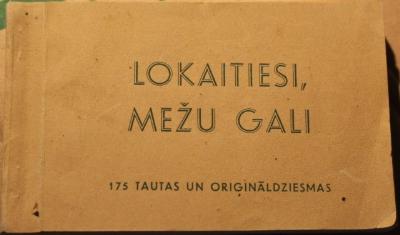 LOKAITIESI,
MEŽU GALI
175 TAUTAS UN ORIGINĀLDZIESMAS